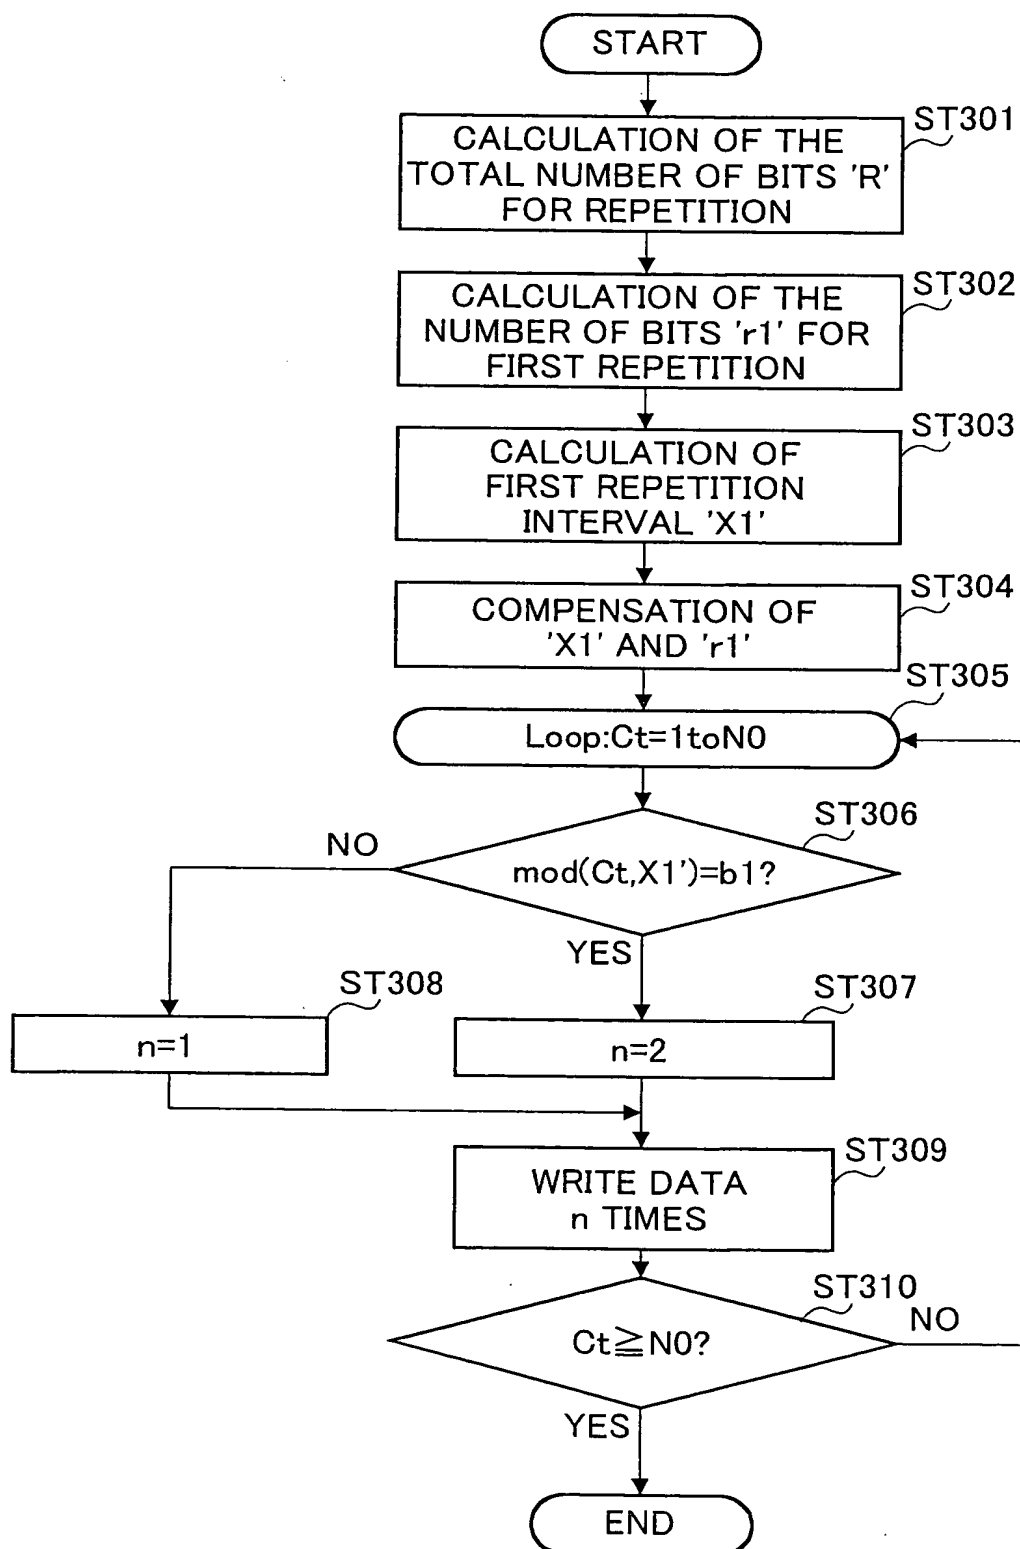 START
ST301
CALCULATION OF THE
TOTAL NUMBER OF BITS 'R'
FOR REPETITION
ST302
CALCULATION OF THE
NUMBER OF BITS 'r1' FOR
FIRST REPETITION
ST303
CALCULATION OF
FIRST REPETITION
INTERVAL 'X1'
ST304
COMPENSATION OF
'X1' AND 'r1'
ST305
Loop:Ct=1toN0
ST306
NO
mod(Ct,X1')=b1?
YES
ST308
ST307
n=1
n=2
ST309
WRITE DATA
n TIMES
ST310
NO
Ct≧N0?
YES
END